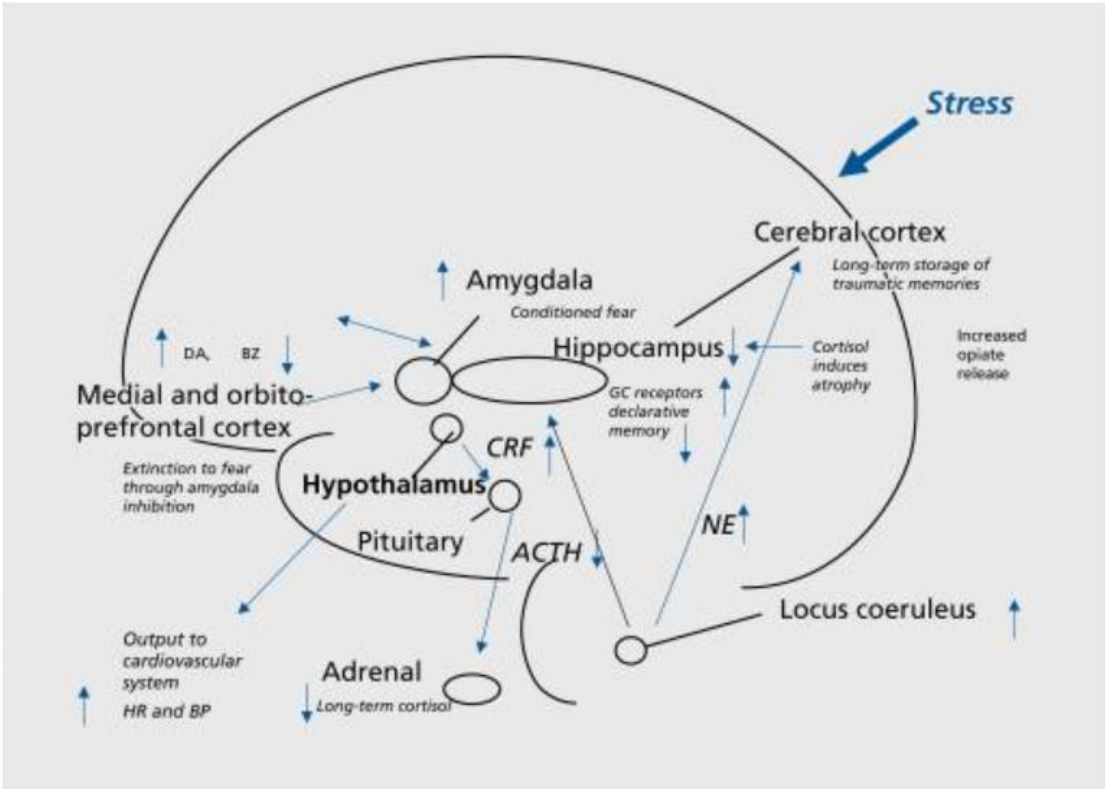 Stress
Cerebral cortex
Long-term storage of
traumatic memories
Amygdala
Conditioned fear
Hippocampus
GC receptors
declarative
memory
Cortisol
induces
atrophy
Increased
opiate
release
DA, BZ
Medial and orbito-
prefrontal cortex
Extinction to fear
through amygdala
inhibition
CRF
Hypothalamus
Pituitary
ACTH
NE
Locus coeruleus
Output to
cardiovascular
system
HR and BP
Adrenal
Long-term cortisol